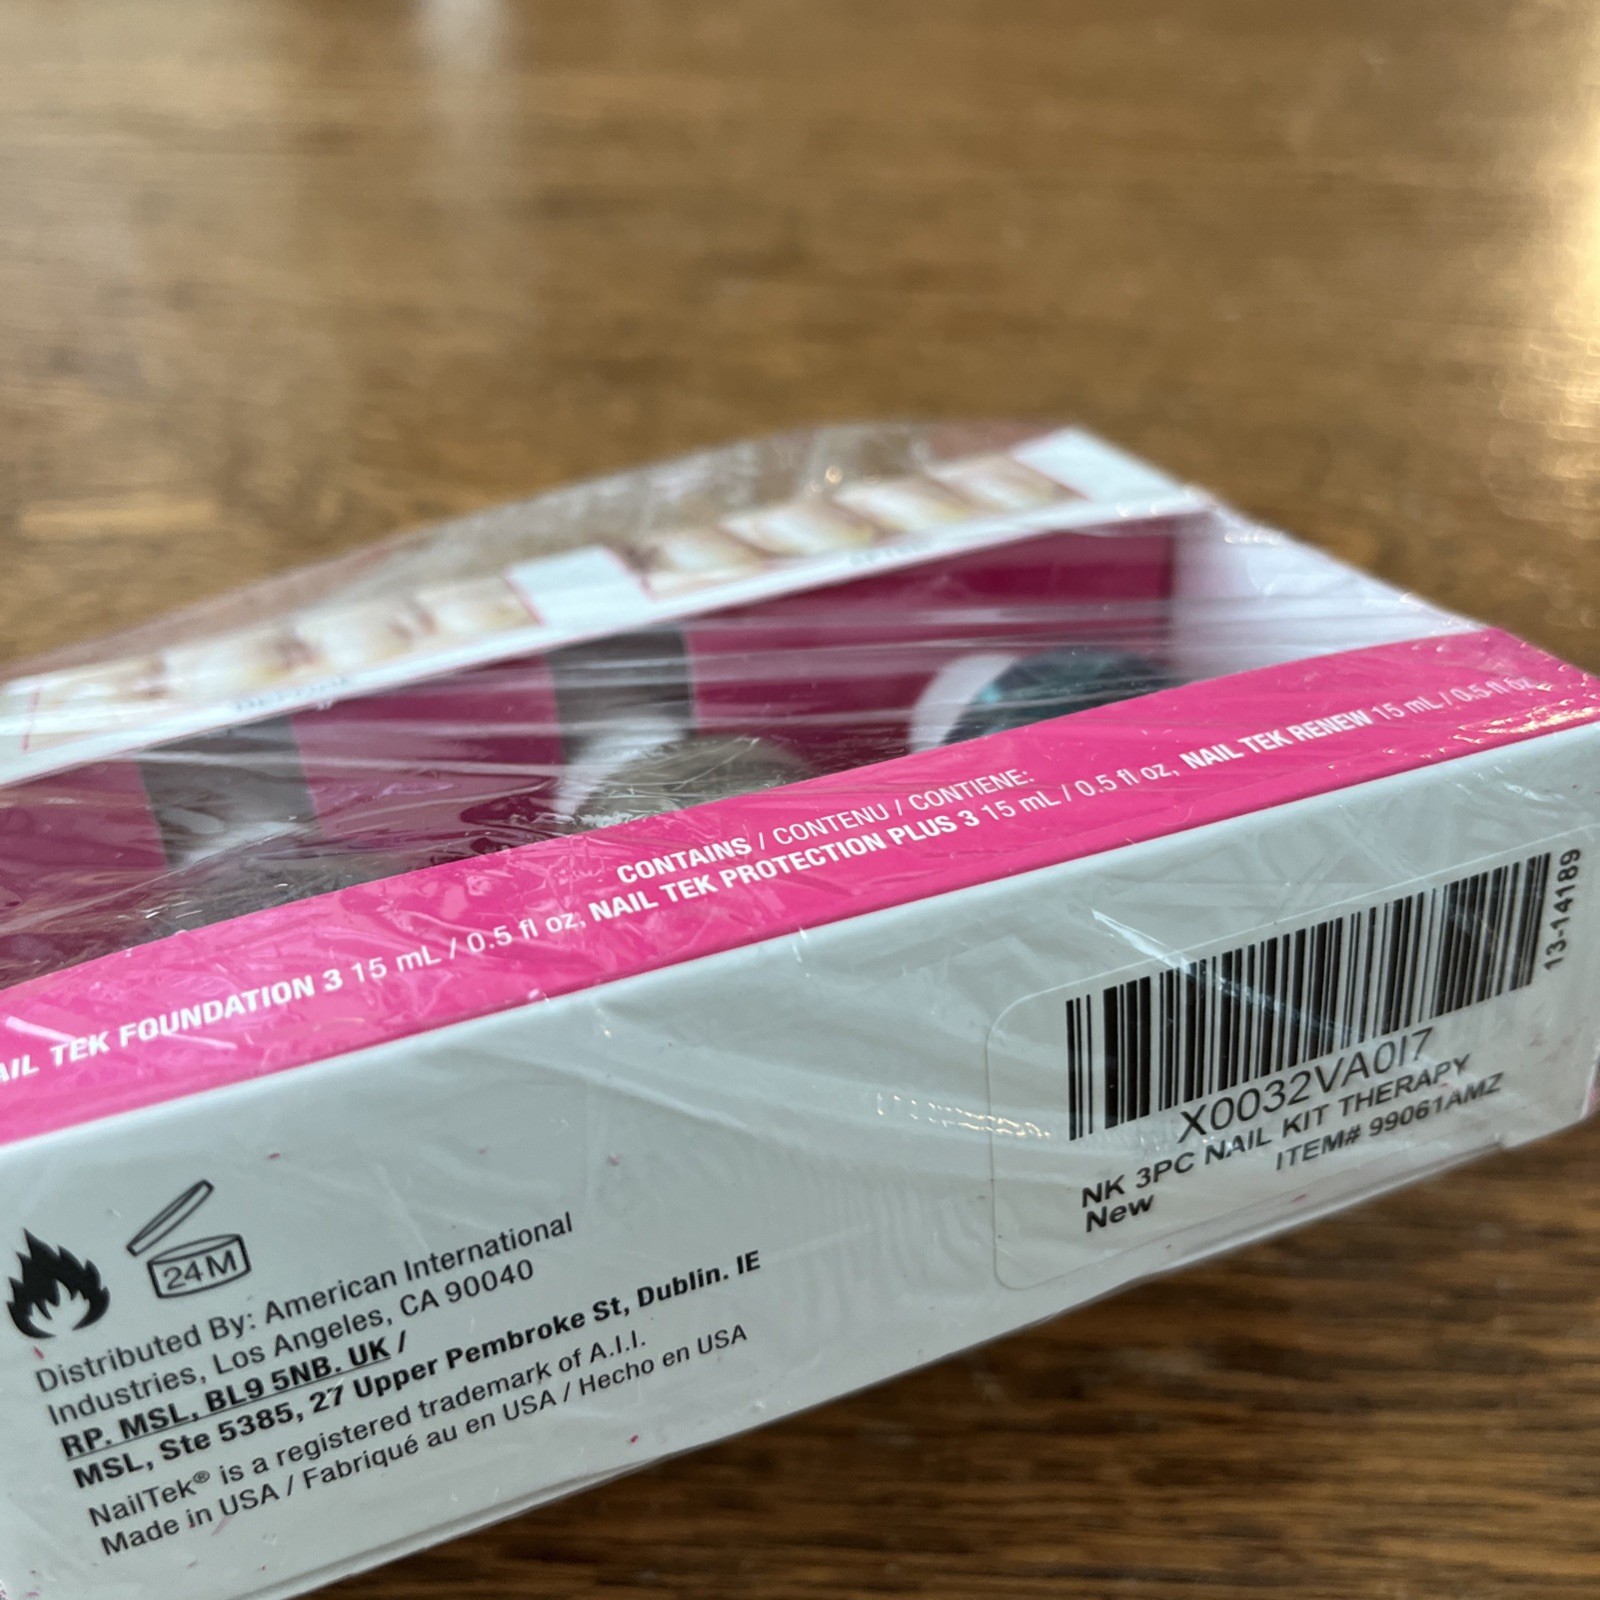 CONTAINS / CONTENU / CONTIENE:
NAIL TEK FOUNDATION 3 15 mL / 0.5 fl oz, NAIL TEK PROTECTION PLUS 3 15 mL / 0.5 fl oz, NAIL TEK RENEW 15 mL / 0.5 fl oz
13-14189
X0032VA0I7
NK 3PC NAIL KIT THERAPY
ITEM# 99061AMZ
New
24M
Distributed By: American International
Industries, Los Angeles, CA 90040
RP. MSL, BL9 5NB. UK /
MSL, Ste 5385, 27 Upper Pembroke St, Dublin. IE
NailTek® is a registered trademark of A.I.I.
Made in USA / Fabriqué au en USA / Hecho en USA